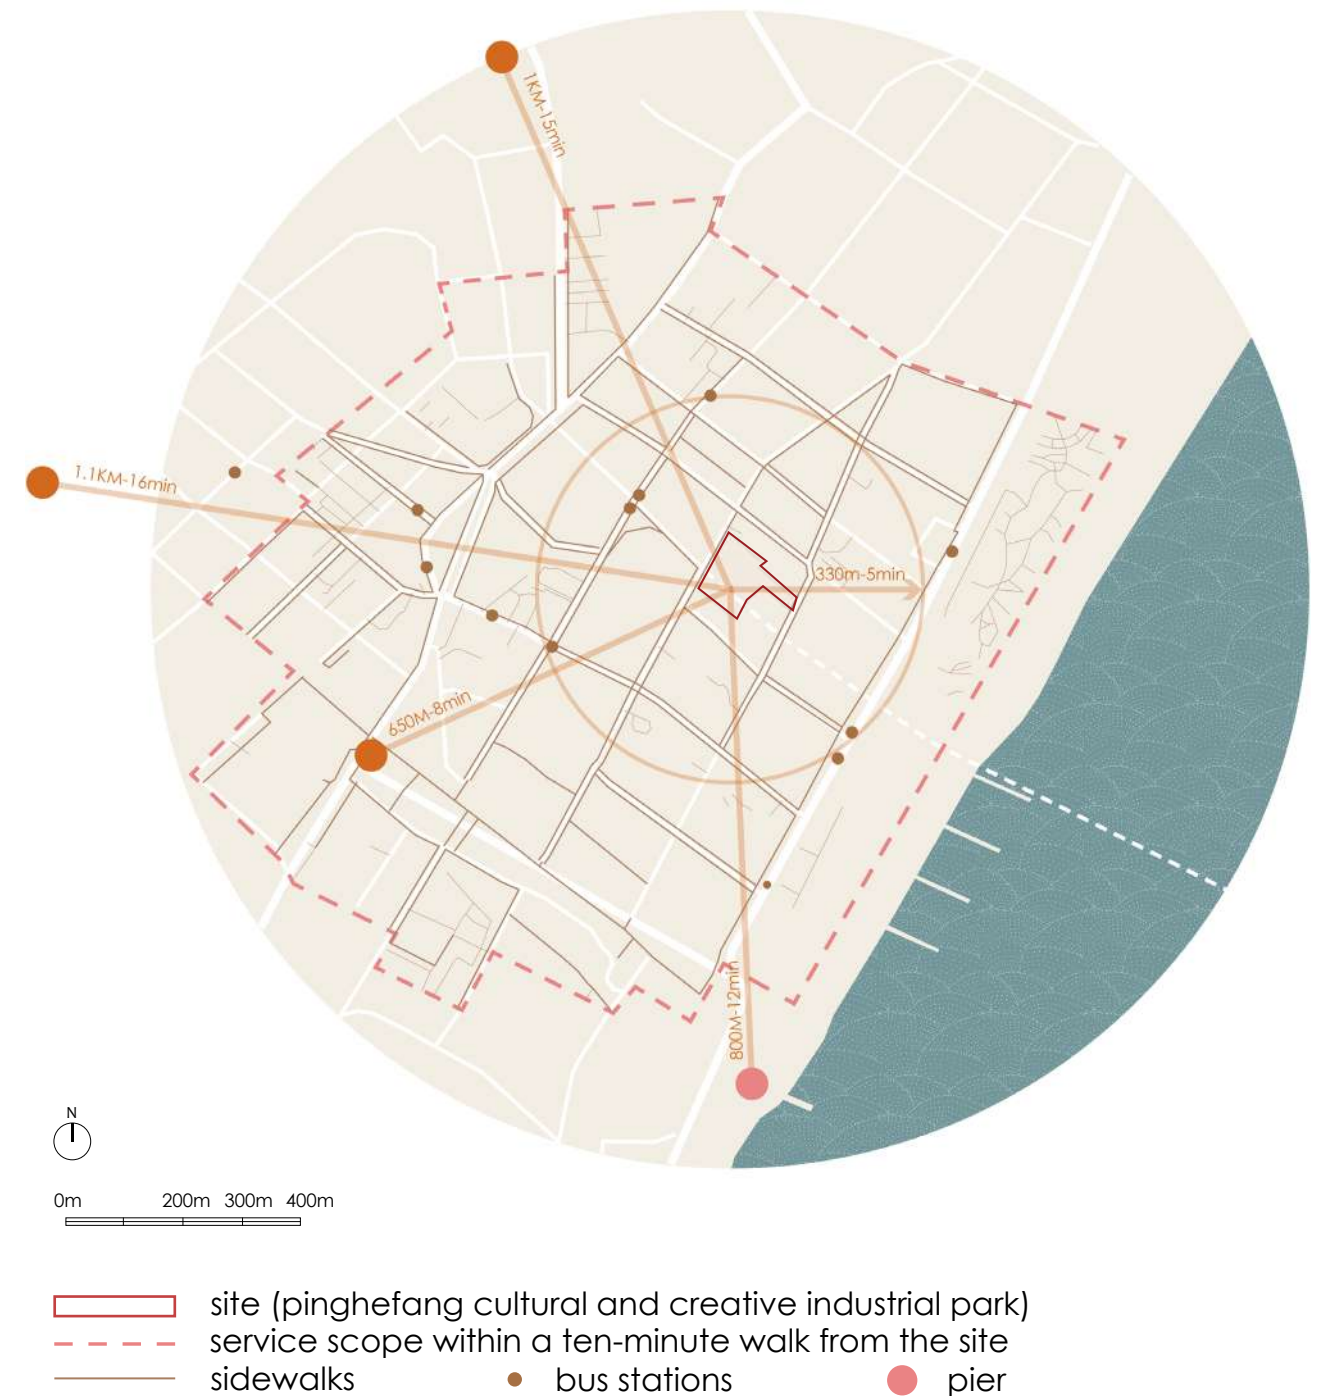 1KM-15min
1.1KM-16min
330m-5min
650M-8min
800M-12min
N
0m 200m 300m 400m
site (pinghefang cultural and creative industrial park)
service scope within a ten-minute walk from the site
sidewalks bus stations pier